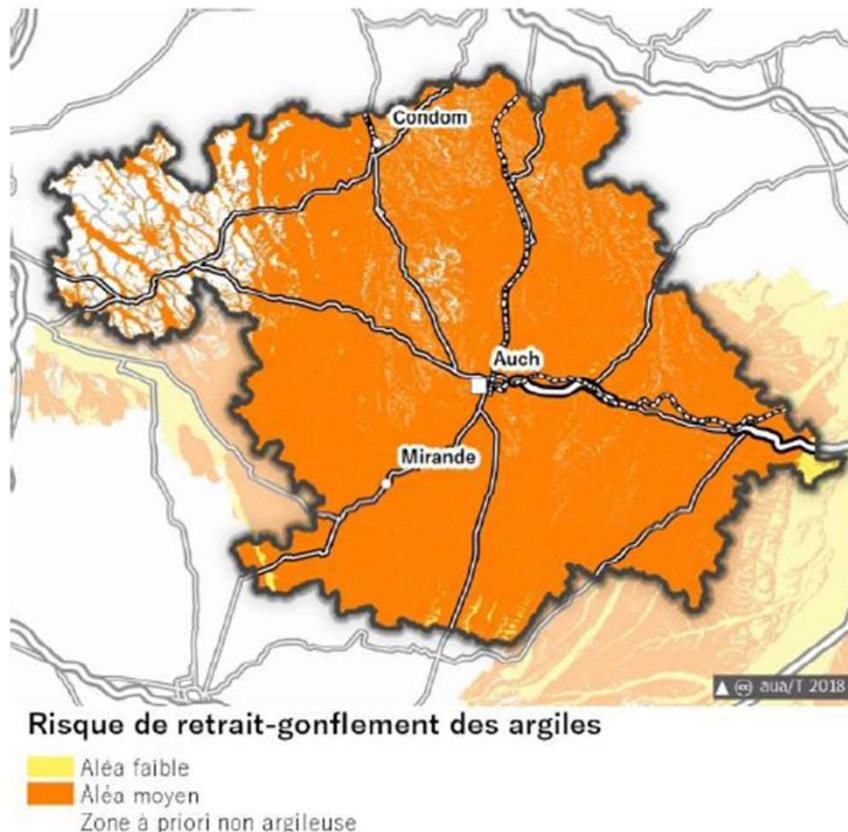 Condom
Auch
Mirande
aua/T 2018
Risque de retrait-gonflement des argiles
Aléa faible
Aléa moyen
Zone à priori non argileuse